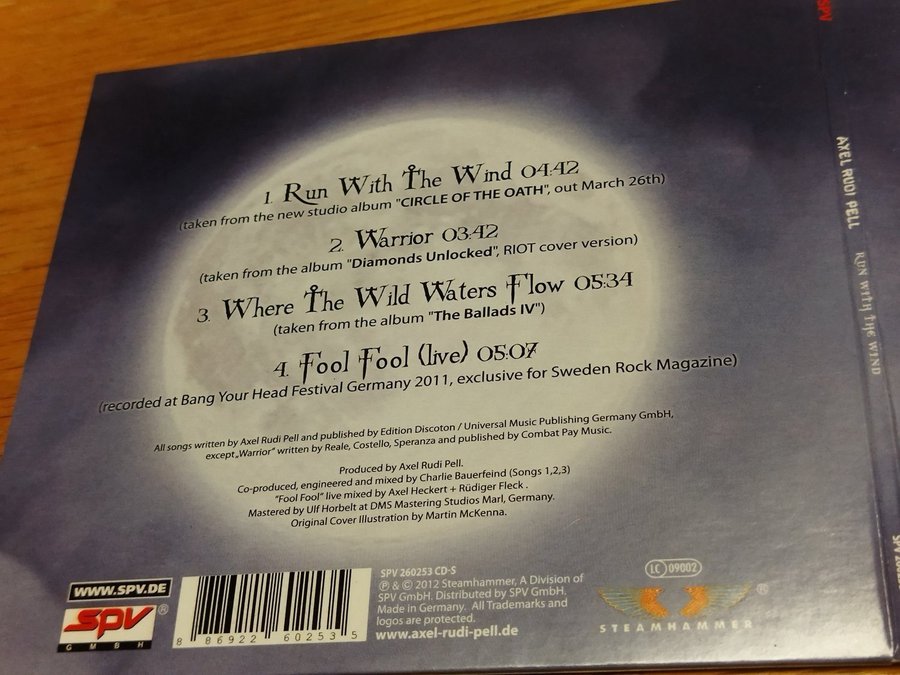 1. Run With The Wind 04:42
(taken from the new studio album "CIRCLE OF THE OATH", out March 26th)
2. Warrior 03:42
(taken from the album "Diamonds Unlocked", RIOT cover version)
3. Where The Wild Waters Flow 05:34
(taken from the album "The Ballads IV")
4. Fool Fool (live) 05:07
(recorded at Bang Your Head Festival Germany 2011, exclusive for Sweden Rock Magazine)
All songs written by Axel Rudi Pell and published by Edition Discoton / Universal Music Publishing Germany GmbH,
except„Warrior“ written by Reale, Costello, Speranza and published by Combat Pay Music.
Produced by Axel Rudi Pell.
Co-produced, engineered and mixed by Charlie Bauerfeind (Songs 1,2,3)
"Fool Fool" live mixed by Axel Heckert + Rüdiger Fleck .
Mastered by Ulf Horbelt at DMS Mastering Studios Marl, Germany.
Original Cover Illustration by Martin McKenna.
WWW.SPV.DE
SPV®
GMBH
8 86922 60253 5
SPV 260253 CD-S
℗ & © 2012 Steamhammer, A Division of
SPV GmbH. Distributed by SPV GmbH.
Made in Germany. All Trademarks and
logos are protected.
www.axel-rudi-pell.de
LC 09002
®
STEAMHAMMER
SPV
AXEL RUDI PELL
RUN WITH THE WIND